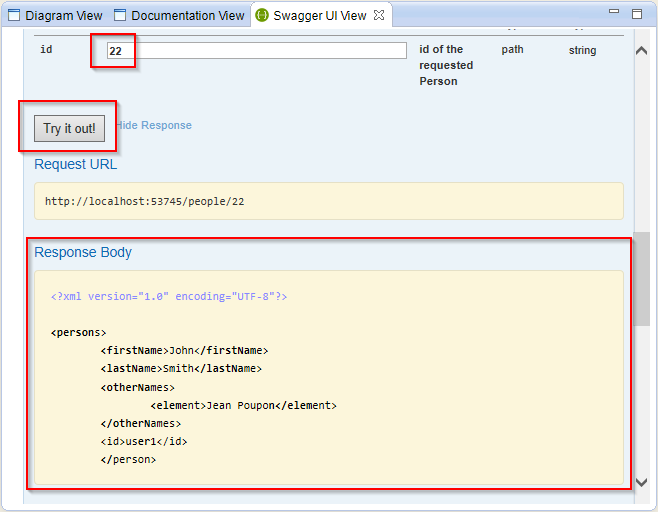 Diagram View Documentation View Swagger UI View
id 22 id of the requested Person path string
Try it out! Hide Response
Request URL
http://localhost:53745/people/22
Response Body
<?xml version="1.0" encoding="UTF-8"?>
<persons>
<firstName>John</firstName>
<lastName>Smith</lastName>
<otherNames>
<element>Jean Poupon</element>
</otherNames>
<id>user1</id>
</person>